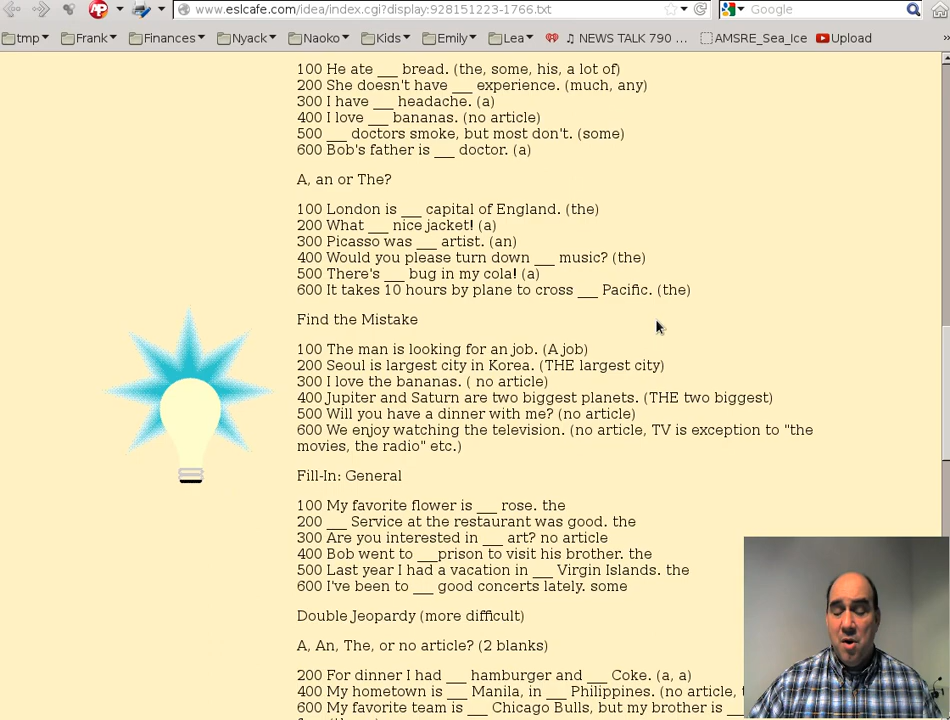 www.eslcafe.com/idea/index.cgi?display:928151223-1766.txt
Google
tmp Frank Finances Nyack Naoko Kids Emily Lea NEWS TALK 790 ... AMSRE_Sea_Ice Upload
100 He ate ___ bread. (the, some, his, a lot of)
200 She doesn't have ___ experience. (much, any)
300 I have ___ headache. (a)
400 I love ___ bananas. (no article)
500 ___ doctors smoke, but most don't. (some)
600 Bob's father is ___ doctor. (a)
A, an or The?
100 London is ___ capital of England. (the)
200 What ___ nice jacket! (a)
300 Picasso was ___ artist. (an)
400 Would you please turn down ___ music? (the)
500 There's ___ bug in my cola! (a)
600 It takes 10 hours by plane to cross ___ Pacific. (the)
Find the Mistake
100 The man is looking for an job. (A job)
200 Seoul is largest city in Korea. (THE largest city)
300 I love the bananas. ( no article)
400 Jupiter and Saturn are two biggest planets. (THE two biggest)
500 Will you have a dinner with me? (no article)
600 We enjoy watching the television. (no article, TV is exception to "the
movies, the radio" etc.)
Fill-In: General
100 My favorite flower is ___ rose. the
200 ___ Service at the restaurant was good. the
300 Are you interested in ___ art? no article
400 Bob went to ___prison to visit his brother. the
500 Last year I had a vacation in ___ Virgin Islands. the
600 I've been to ___ good concerts lately. some
Double Jeopardy (more difficult)
A, An, The, or no article? (2 blanks)
200 For dinner I had ___ hamburger and ___ Coke. (a, a)
400 My hometown is ___ Manila, in ___ Philippines. (no article,
600 My favorite team is ___ Chicago Bulls, but my brother is ___